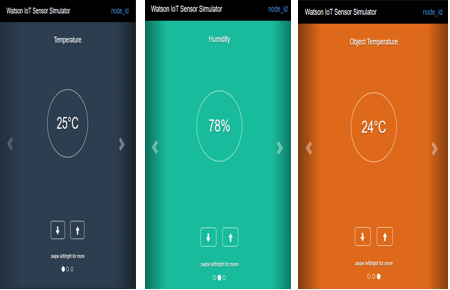 Watson IoT Sensor Simulator node_id
Temperature
25°C
swipe left/right for more
Watson IoT Sensor Simulator node_id
Humidity
78%
swipe left/right for more
Watson IoT Sensor Simulator node_id
Object Temperature
24°C
swipe left/right for more